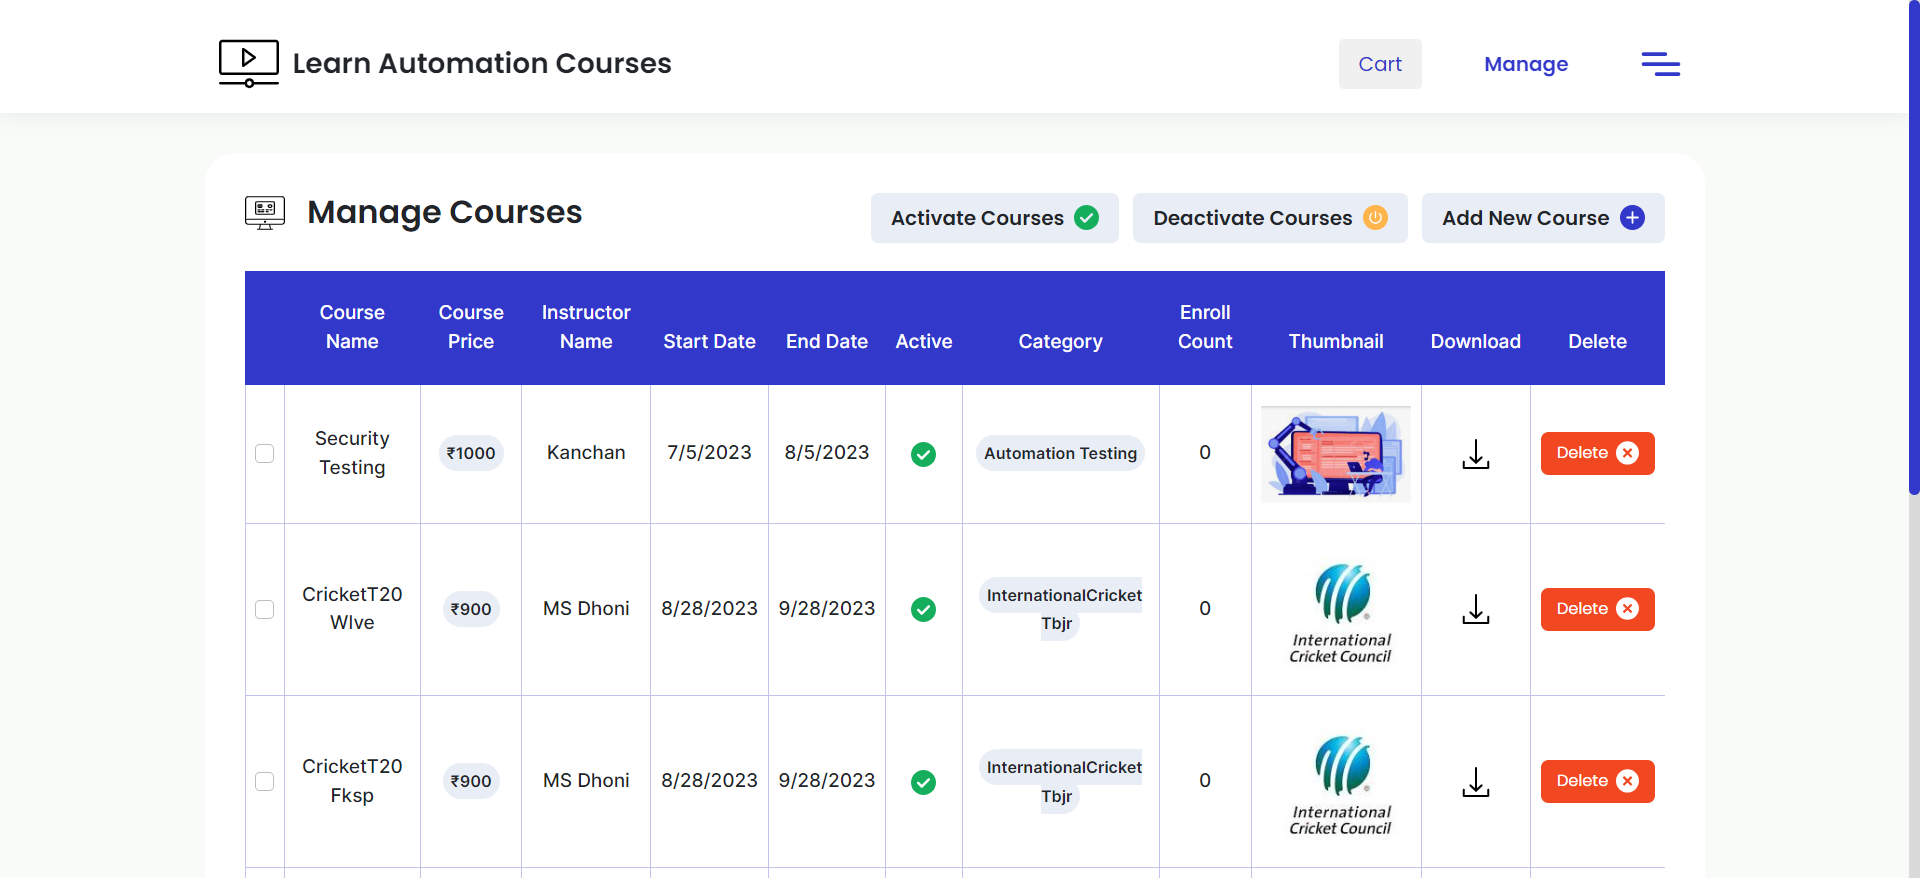 Learn Automation Courses
Cart
Manage
Manage Courses
Activate Courses
Deactivate Courses
Add New Course
Course Name
Course Price
Instructor Name
Start Date
End Date
Active
Category
Enroll Count
Thumbnail
Download
Delete
Security
Testing
₹1000
Kanchan
7/5/2023
8/5/2023
Automation Testing
0
Delete
CricketT20
Wlve
₹900
MS Dhoni
8/28/2023
9/28/2023
InternationalCricket
Tbjr
0
International
Cricket Council
Delete
CricketT20
Fksp
₹900
MS Dhoni
8/28/2023
9/28/2023
InternationalCricket
Tbjr
0
International
Cricket Council
Delete